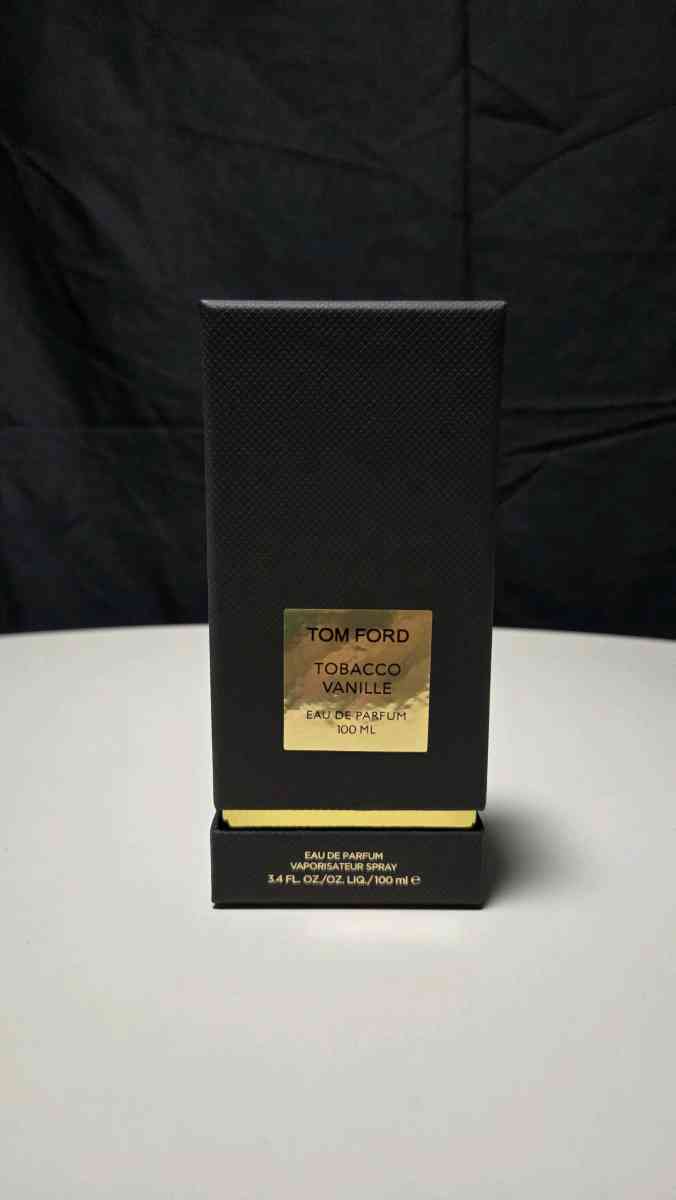 TOM FORD
TOBACCO
VANILLE
EAU DE PARFUM
100 ML
EAU DE PARFUM
VAPORISATEUR SPRAY
3.4 FL. OZ./OZ. LIQ./100 ml ℮